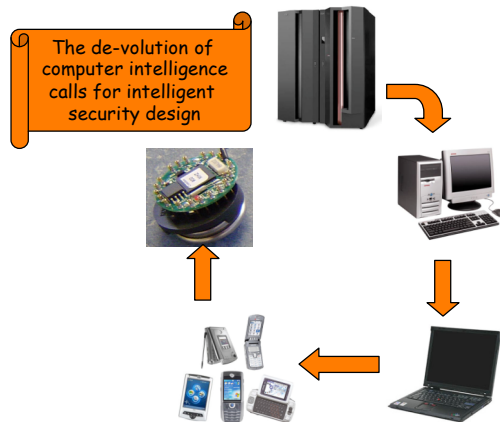 The de-volution of
computer intelligence
calls for intelligent
security design